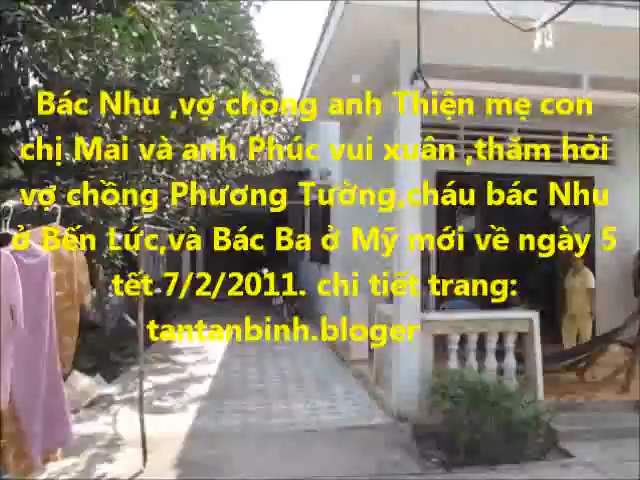 Bác Nhu ,vợ chồng anh Thiện mẹ con
chị Mai và anh Phúc vui xuân ,thăm hỏi
vợ chồng Phương Tường,cháu bác Nhu
ở Bến Lức,và Bác Ba ở Mỹ mới về ngày 5
tết 7/2/2011. chi tiết trang:
tantanbinh.bloger